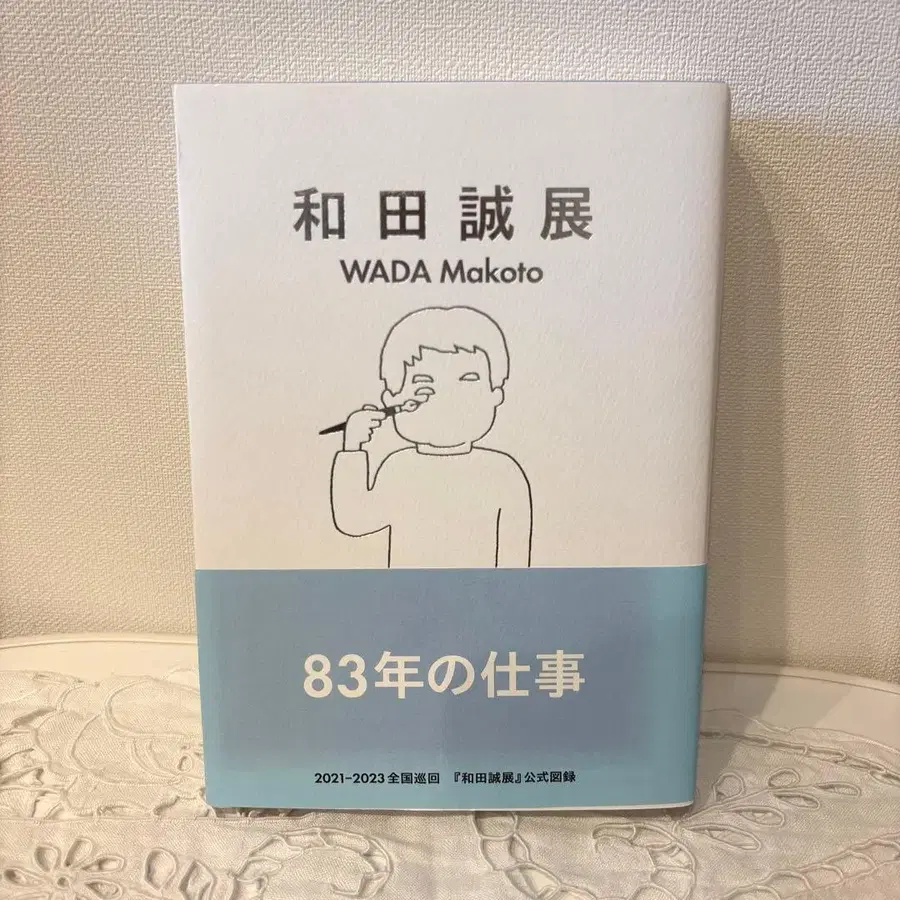 和田誠展
WADA Makoto
83年の仕事
2021-2023 全国巡回 『和田誠展』公式図録